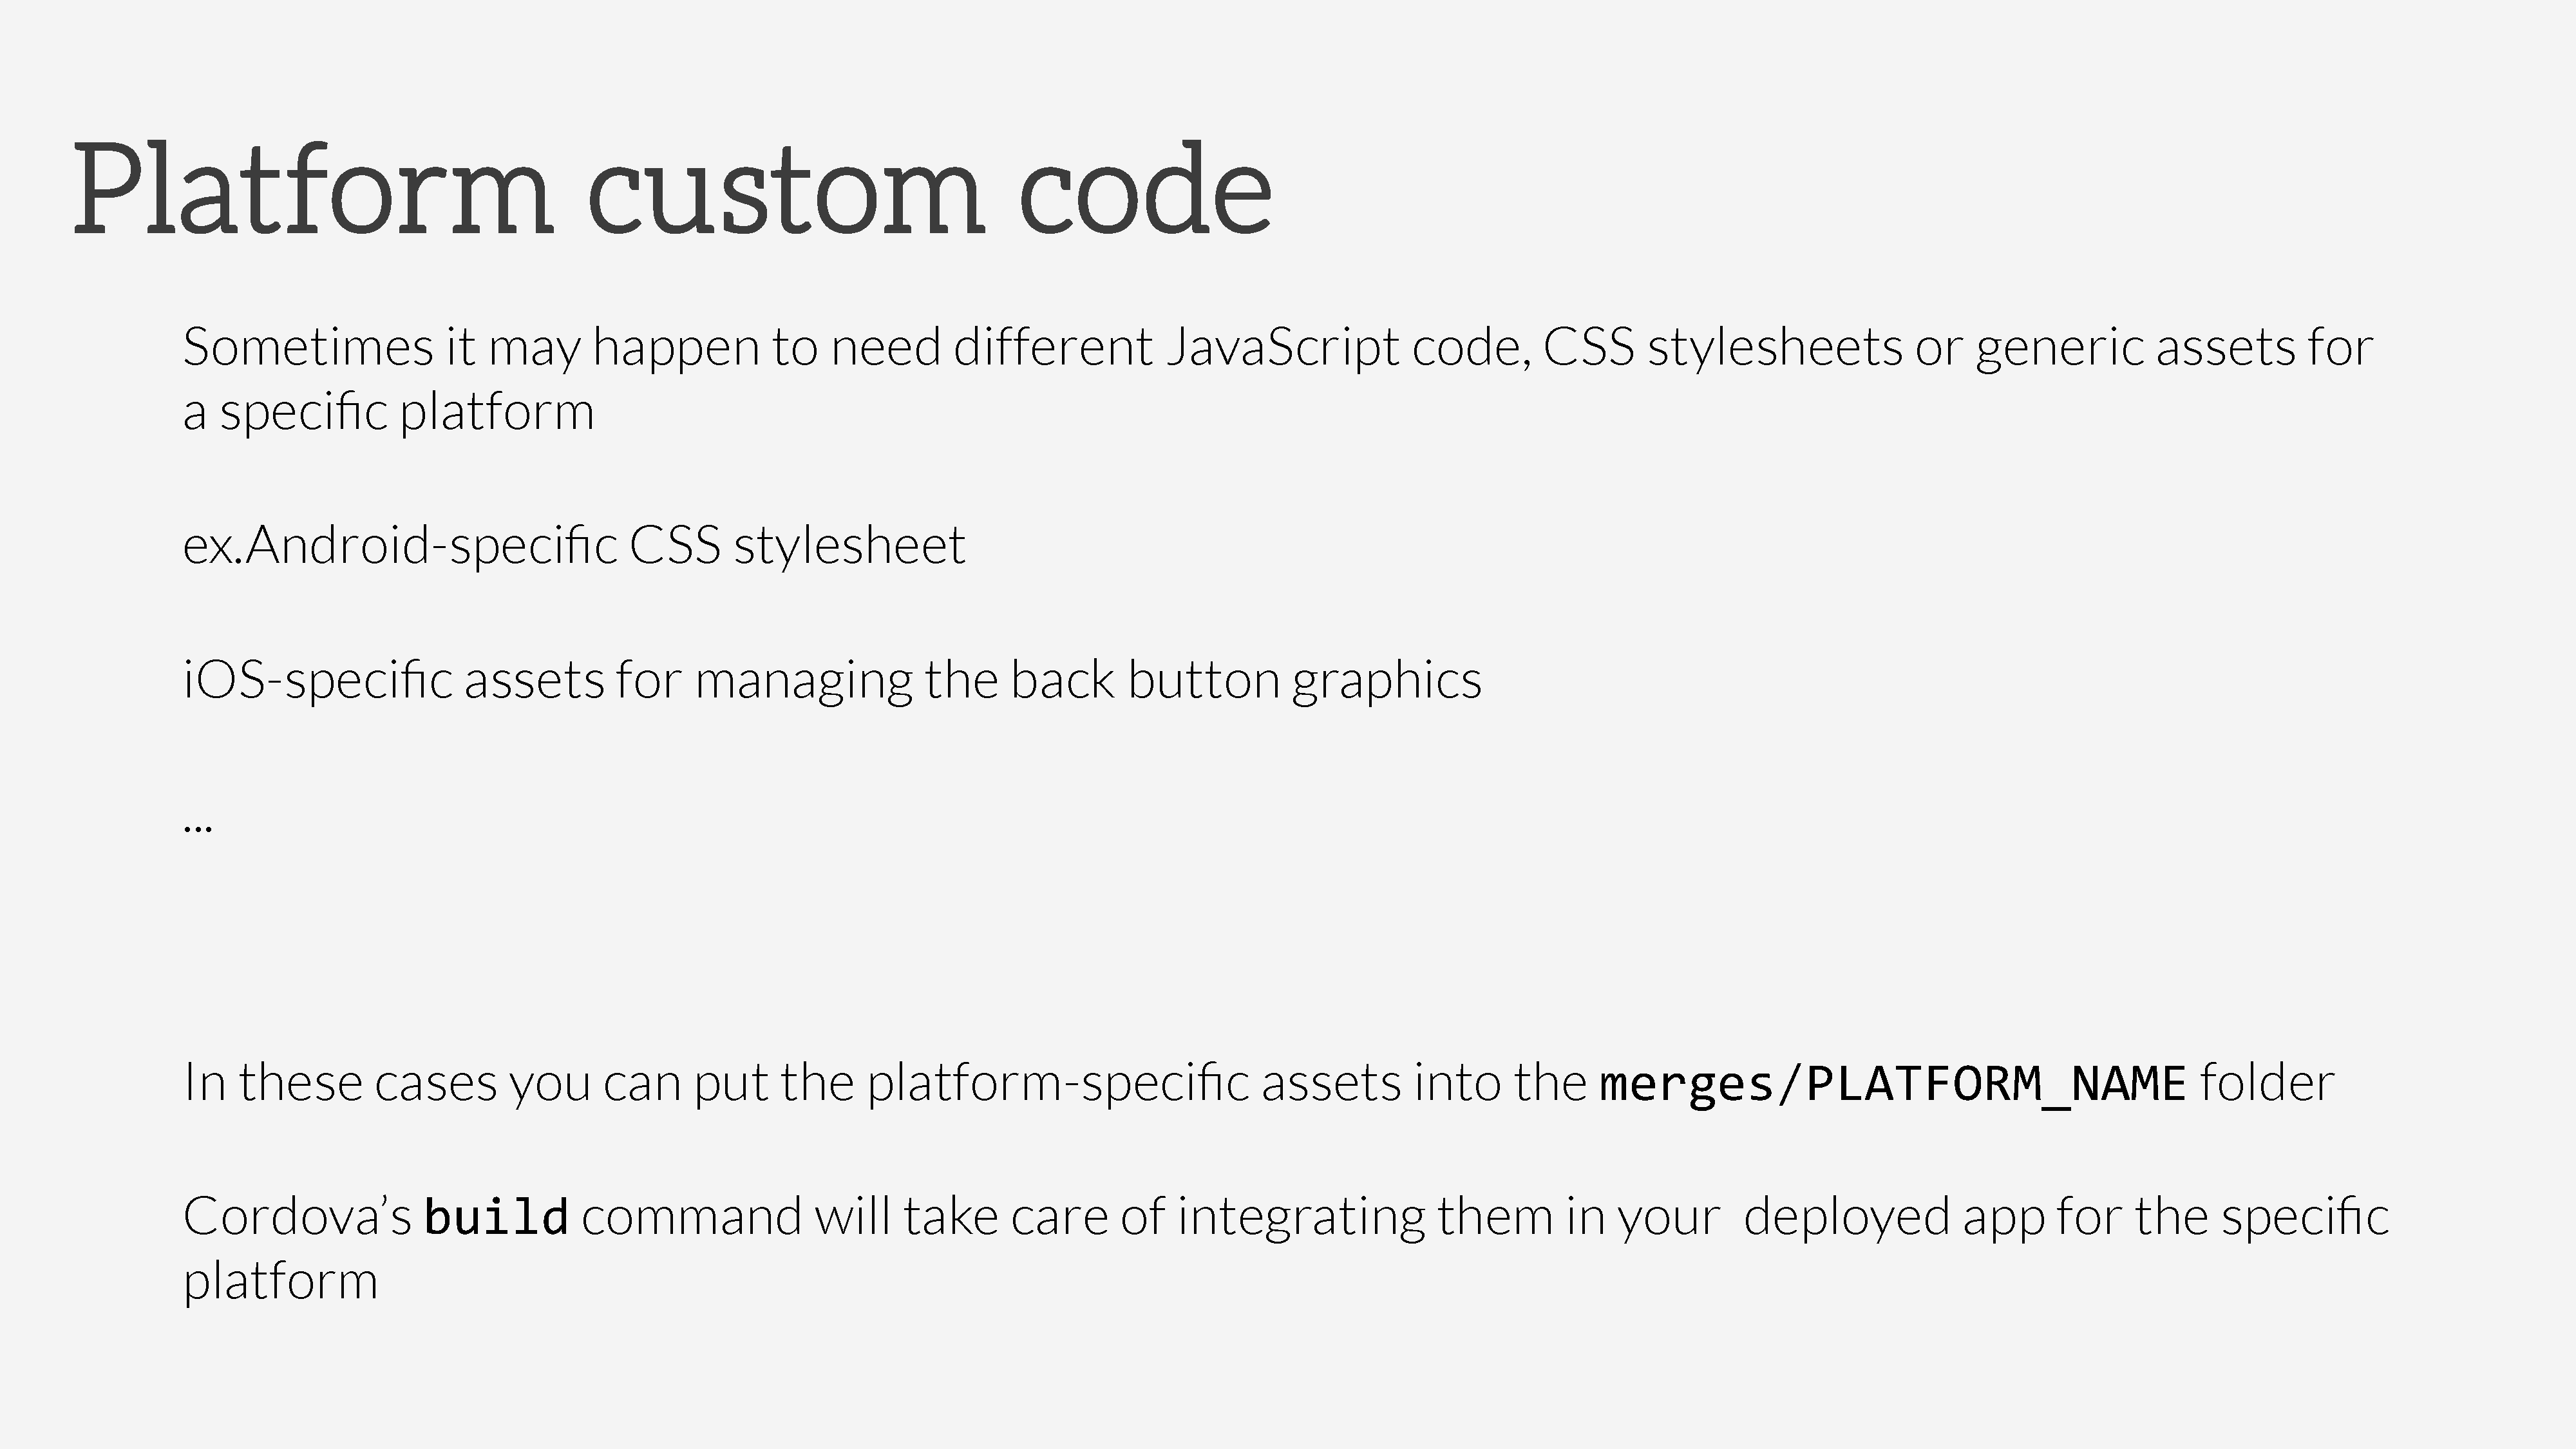 Platform custom code
Sometimes it may happen to need different JavaScript code, CSS stylesheets or generic assets for
a specific platform
ex.Android-specific CSS stylesheet
iOS-specific assets for managing the back button graphics
...
In these cases you can put the platform-specific assets into the merges/PLATFORM_NAME folder
Cordova’s build command will take care of integrating them in your deployed app for the specific
platform